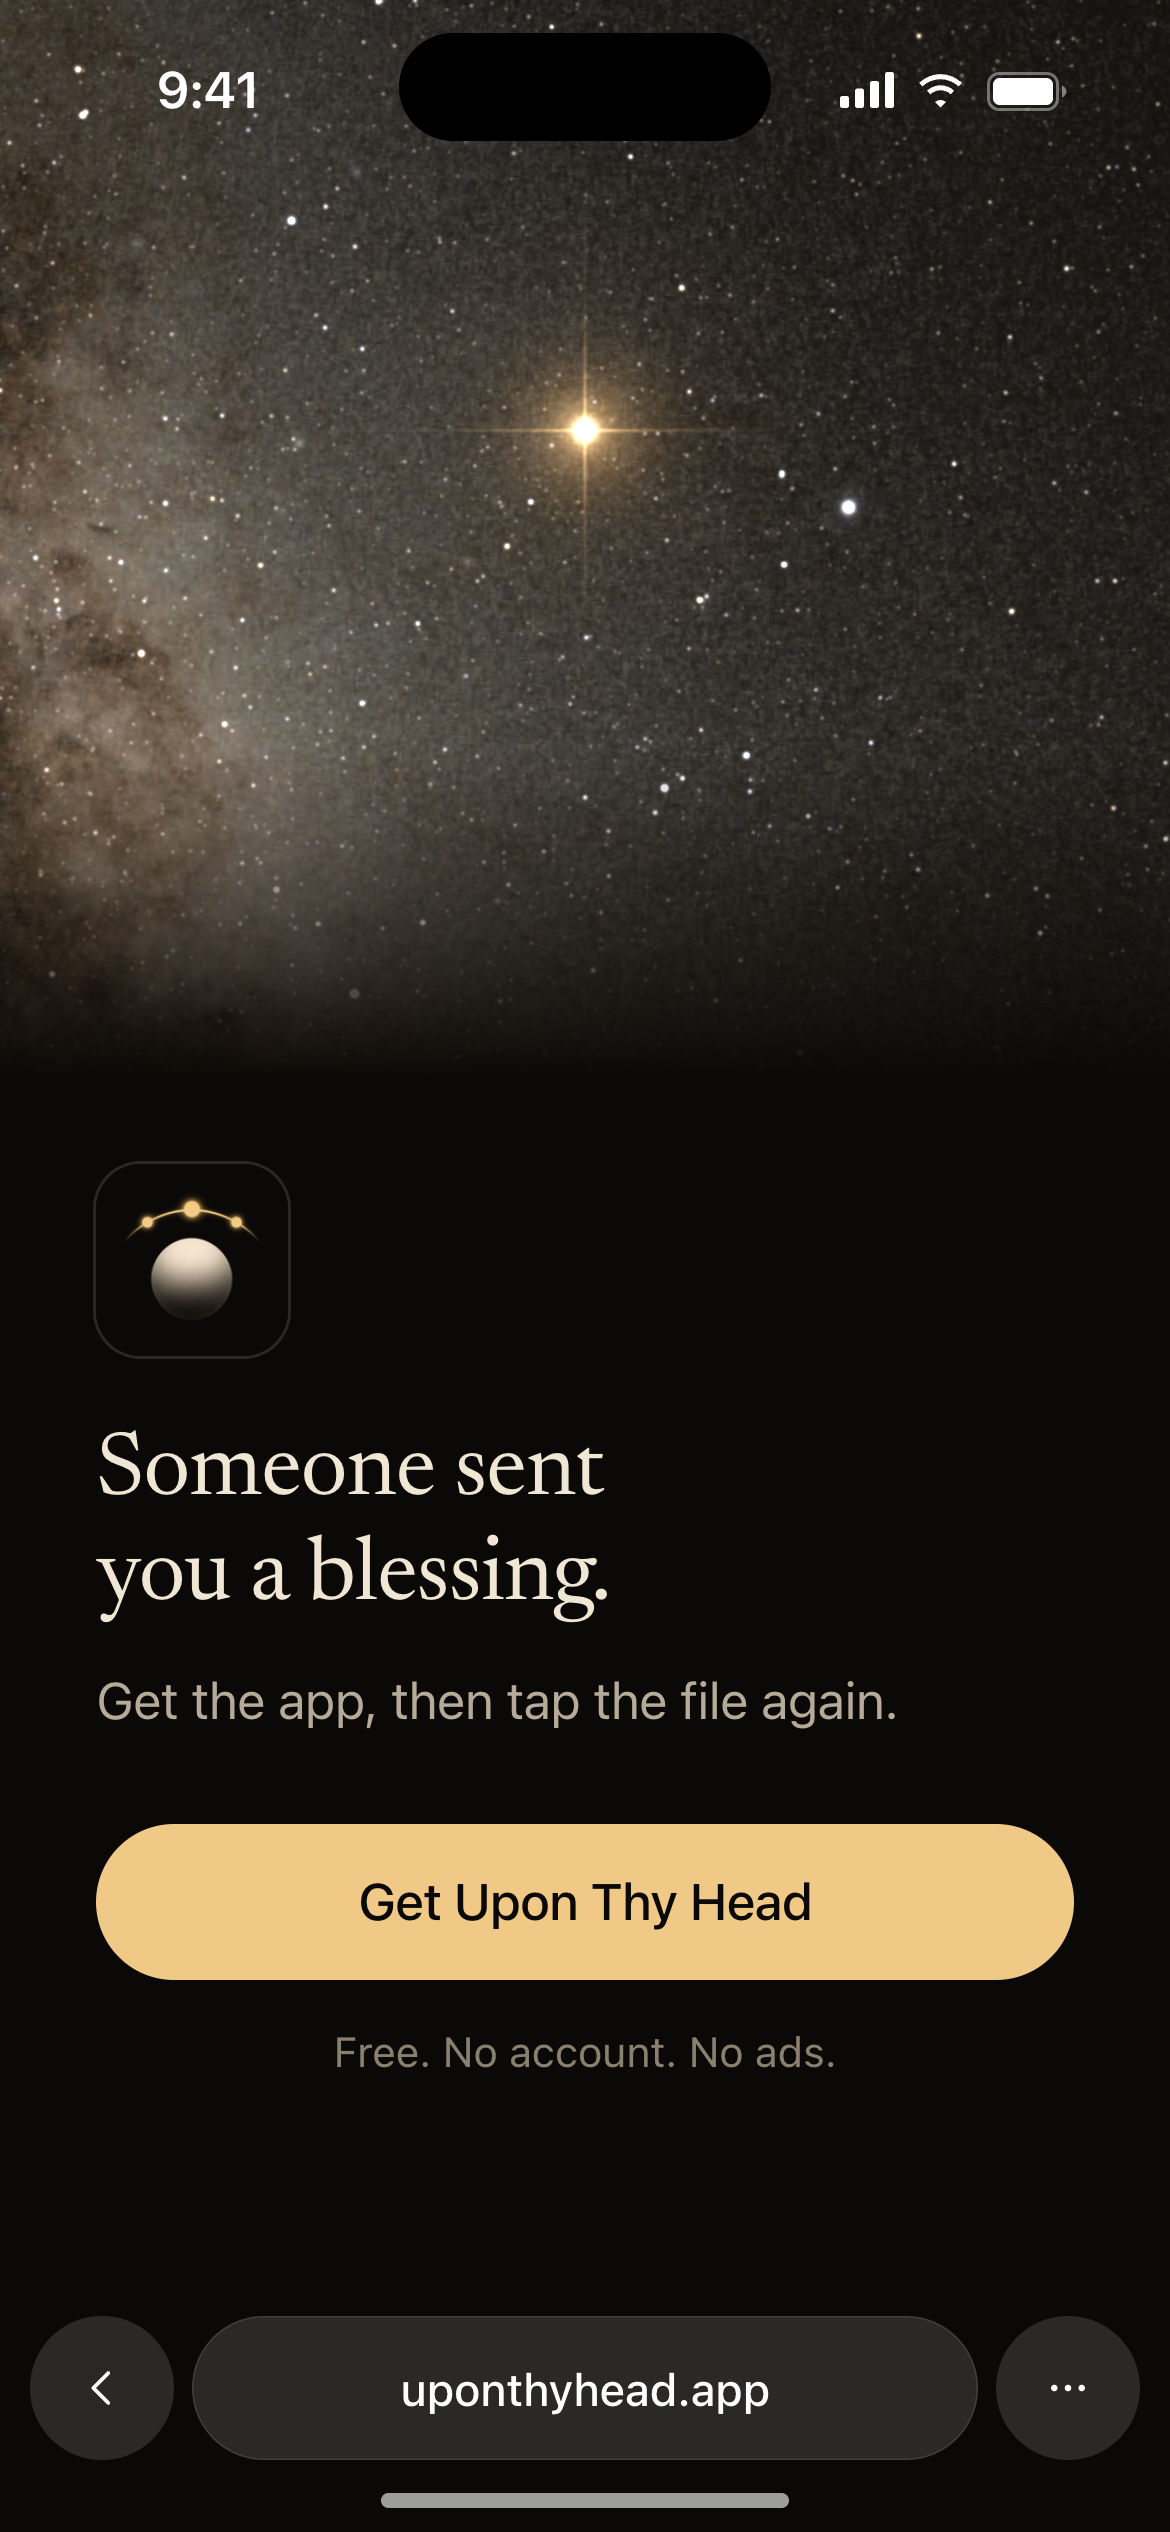 9:41
Someone sent
you a blessing.
Get the app, then tap the file again.
Get Upon Thy Head
Free. No account. No ads.
uponthyhead.app